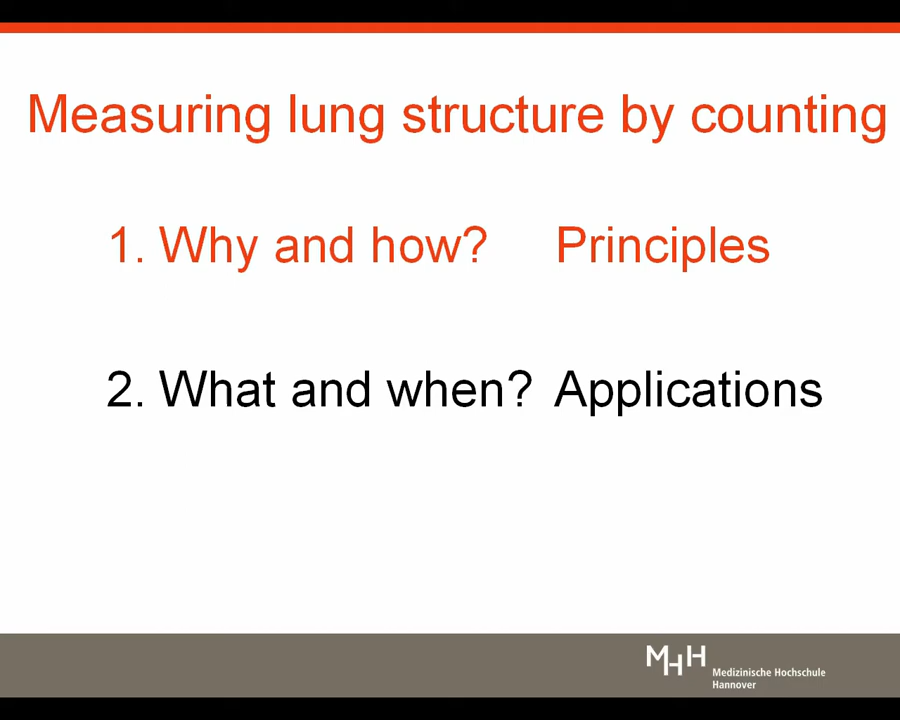 Measuring lung structure by counting
1. Why and how? Principles
2. What and when? Applications
MHH
Medizinische Hochschule
Hannover